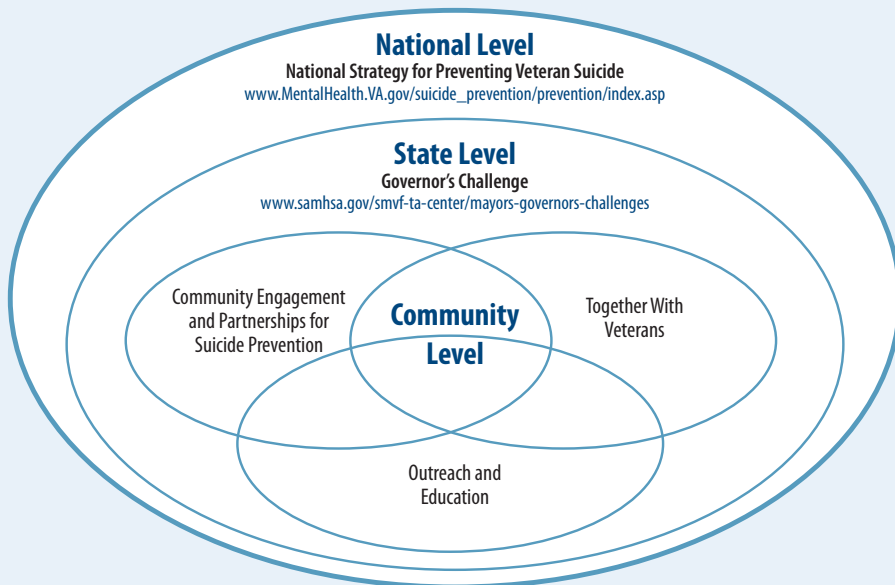 National Level
National Strategy for Preventing Veteran Suicide
www.MentalHealth.VA.gov/suicide_prevention/prevention/index.asp
State Level
Governor's Challenge
www.samhsa.gov/smvf-ta-center/mayors-governors-challenges
Community Engagement
and Partnerships for
Suicide Prevention
Community
Level
Together With
Veterans
Outreach and
Education